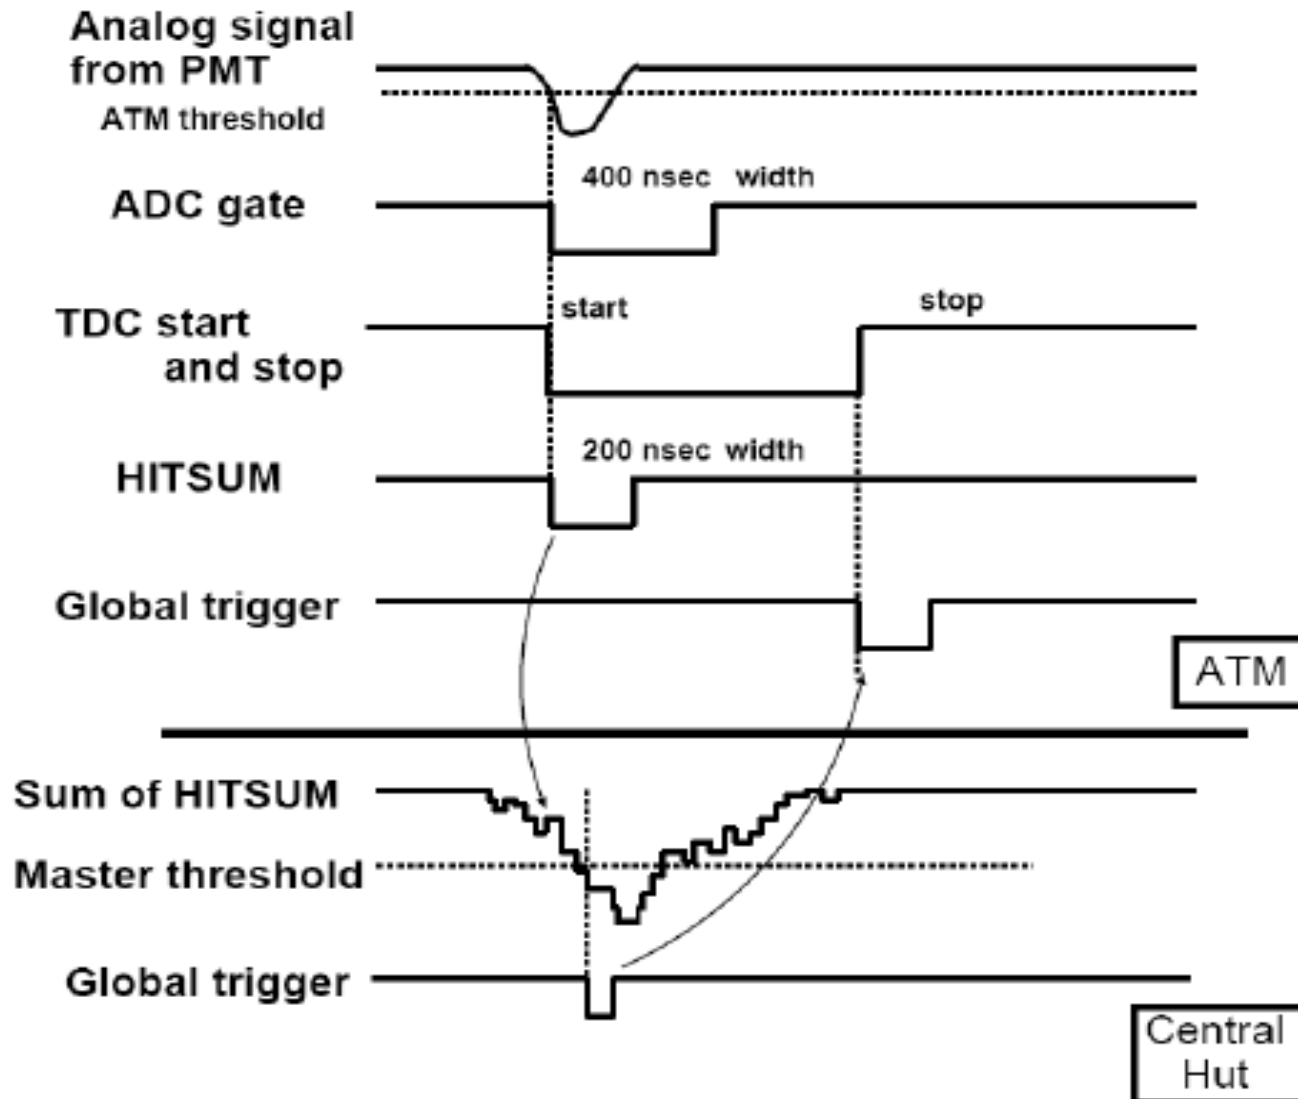 Analog signal
from PMT
ATM threshold
400 nsec width
ADC gate
start
stop
TDC start
and stop
200 nsec width
HITSUM
Global trigger
ATM
Sum of HITSUM
Master threshold
Global trigger
Central
Hut